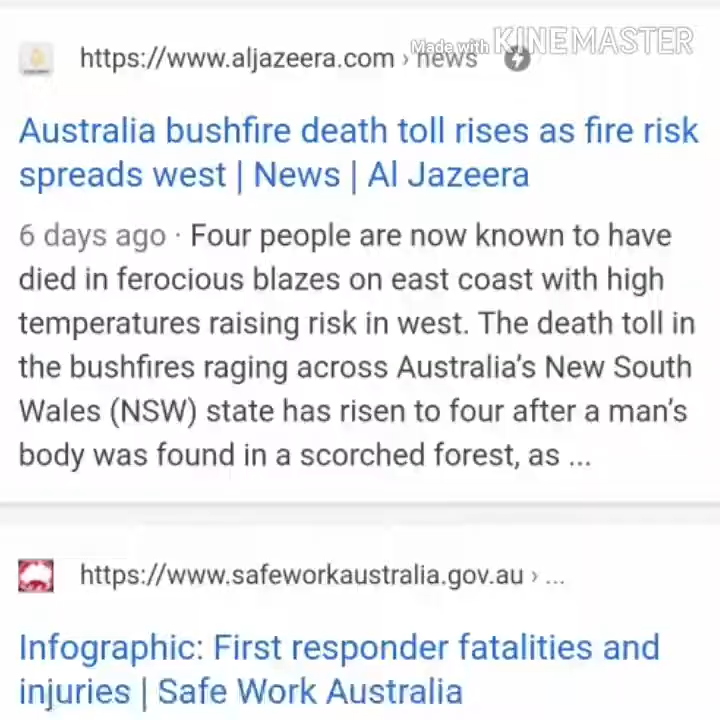 Made with KINEMASTER
https://www.aljazeera.com › news
Australia bushfire death toll rises as fire risk
spreads west | News | Al Jazeera
6 days ago · Four people are now known to have
died in ferocious blazes on east coast with high
temperatures raising risk in west. The death toll in
the bushfires raging across Australia's New South
Wales (NSW) state has risen to four after a man's
body was found in a scorched forest, as ...
https://www.safeworkaustralia.gov.au › ...
Infographic: First responder fatalities and
injuries | Safe Work Australia